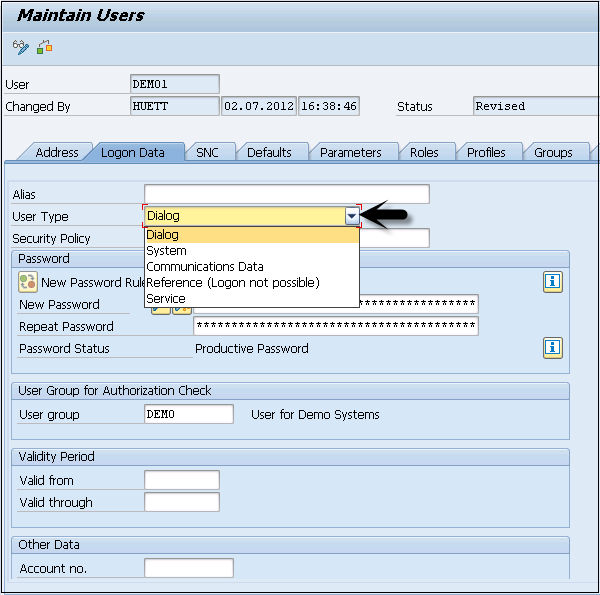 Maintain Users
User DEMO1
Changed By HUETT 02.07.2012 16:38:46 Status Revised
Address Logon Data SNC Defaults Parameters Roles Profiles Groups
Alias
User Type Dialog
Dialog
Security Policy
System
Password
Communications Data
New Password Rule
Reference (Logon not possible)
Service
New Password ********************
Repeat Password ****************************************
Password Status Productive Password
User Group for Authorization Check
User group DEMO User for Demo Systems
Validity Period
Valid from
Valid through
Other Data
Account no.